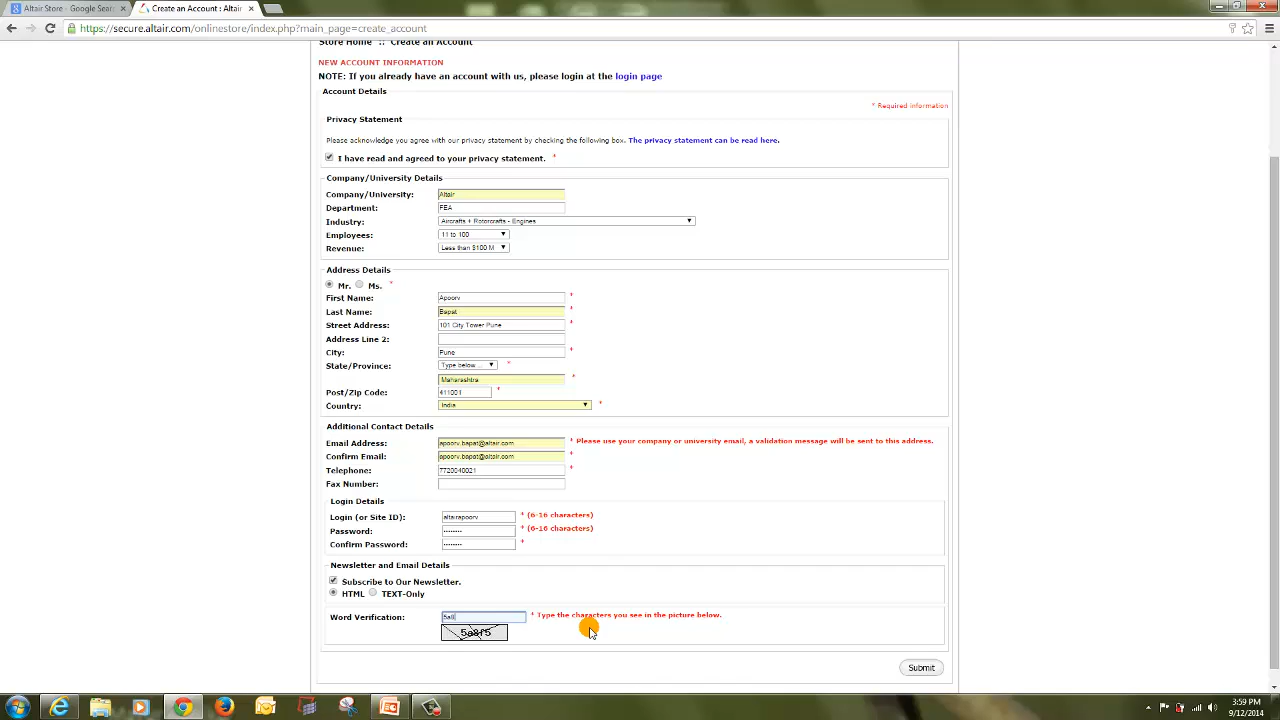 Altair Store - Google Sear
Create an Account : Altair
https://secure.altair.com/onlinestore/index.php?main_page=create_account
Store Home :: Create an Account
NEW ACCOUNT INFORMATION
NOTE: If you already have an account with us, please login at the login page
Account Details
* Required information
Privacy Statement
Please acknowledge you agree with our privacy statement by checking the following box. The privacy statement can be read here.
I have read and agreed to your privacy statement. *
Company/University Details
Company/University: Altair
Department: FEA
Industry: Aircrafts + Rotorcrafts - Engines
Employees: 11 to 100
Revenue: Less than $100 M
Address Details
Mr. Ms. *
First Name: Apoorv *
Last Name: Bapat *
Street Address: 101 City Tower Pune *
Address Line 2:
City: Pune *
State/Province: Type below ... *
Maharashtra *
Post/Zip Code: 411001 *
Country: India *
Additional Contact Details
Email Address: apoorv.bapat@altair.com * Please use your company or university email, a validation message will be sent to this address.
Confirm Email: apoorv.bapat@altair.com *
Telephone: 7720040021 *
Fax Number:
Login Details
Login (or Site ID): altairapoorv * (6-16 characters)
Password: •••••••• * (6-16 characters)
Confirm Password: •••••••• *
Newsletter and Email Details
Subscribe to Our Newsletter.
HTML TEXT-Only
Word Verification: 5a8 * Type the characters you see in the picture below.
5a8f5
Submit
3:59 PM
9/12/2014